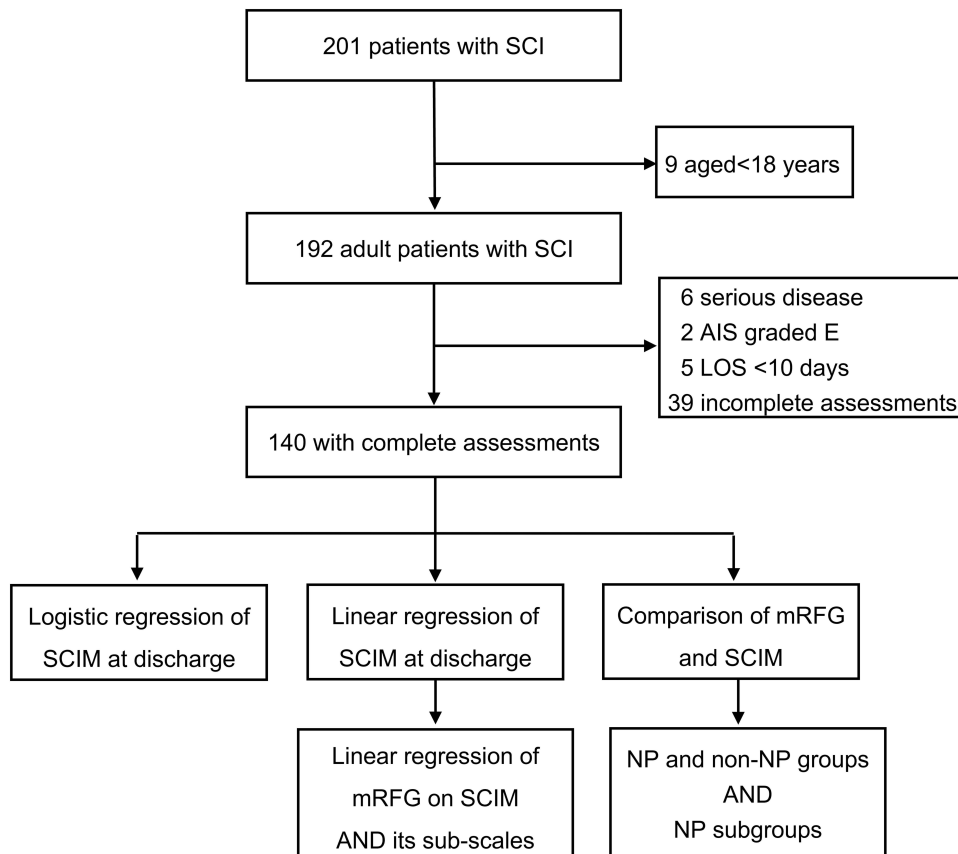 201 patients with SCI
9 aged<18 years
192 adult patients with SCI
6 serious disease
2 AIS graded E
5 LOS <10 days
39 incomplete assessments
140 with complete assessments
Logistic regression of
SCIM at discharge
Linear regression of
SCIM at discharge
Comparison of mRFG
and SCIM
Linear regression of
mRFG on SCIM
AND its sub-scales
NP and non-NP groups
AND
NP subgroups